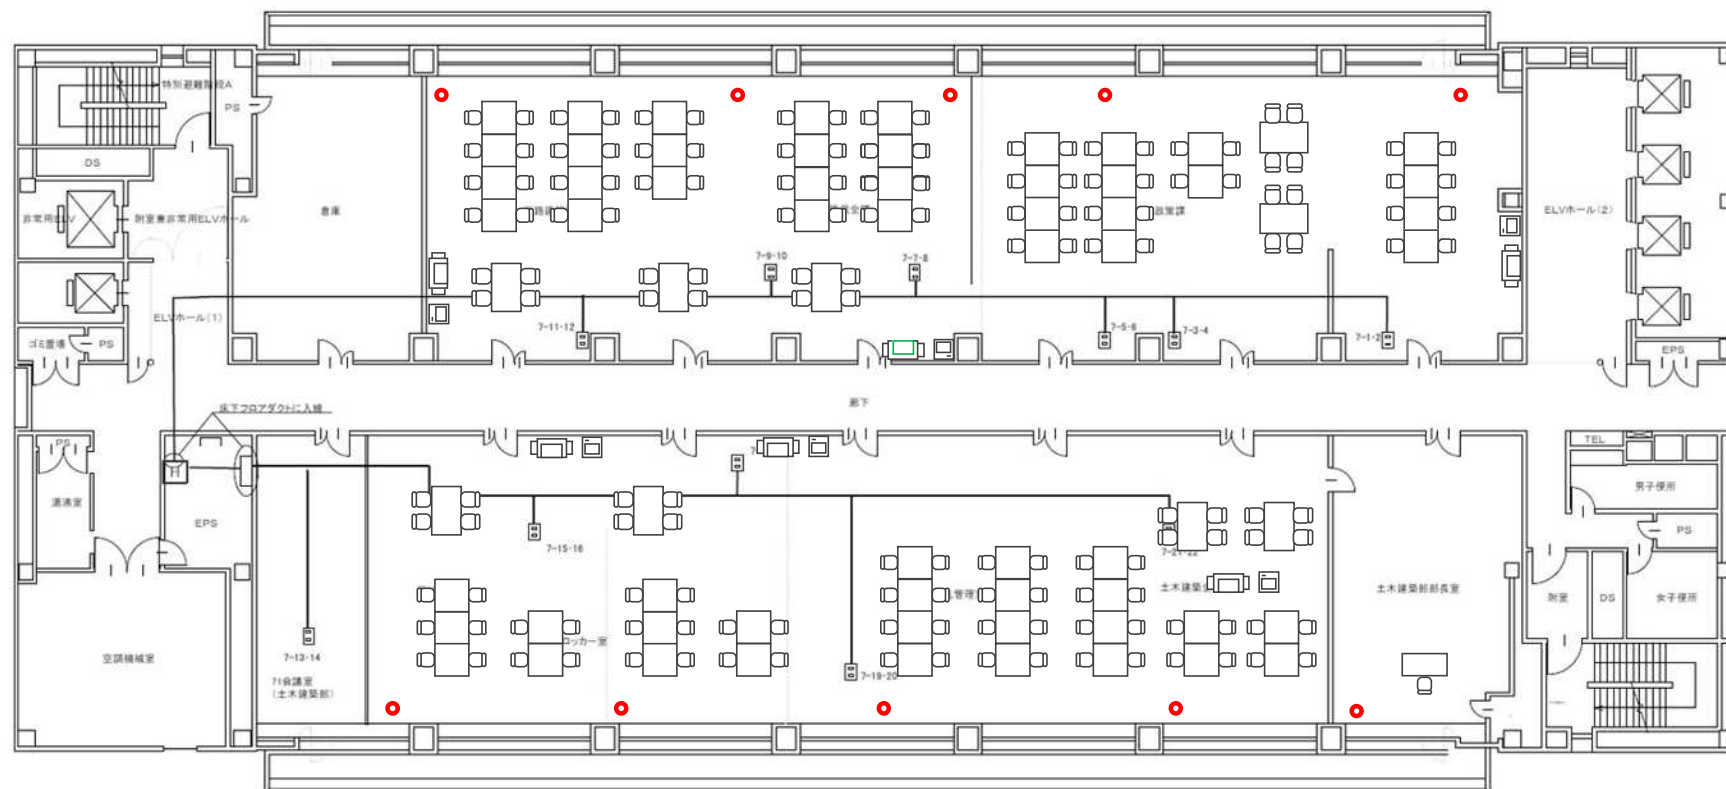 特別避難階段A
PS
DS
非常用ELV
附室兼非常用ELVホール
倉庫
政策課
ELVホール(2)
7-9-10
7-7-8
ELVホール(1)
7-11-12
7-5-6
7-3-4
7-1-2
ゴミ置場
PS
EPS
床下フロアダクトに入線
廊下
PS
TEL
H
湯沸室
EPS
男子便所
PS
7-15-16
7-21-22
管理
土木建築
土木建築部部長室
附室
DS
女子便所
ロッカー室
空調機械室
7-13-14
7-19-20
71会議室
(土木建築部)